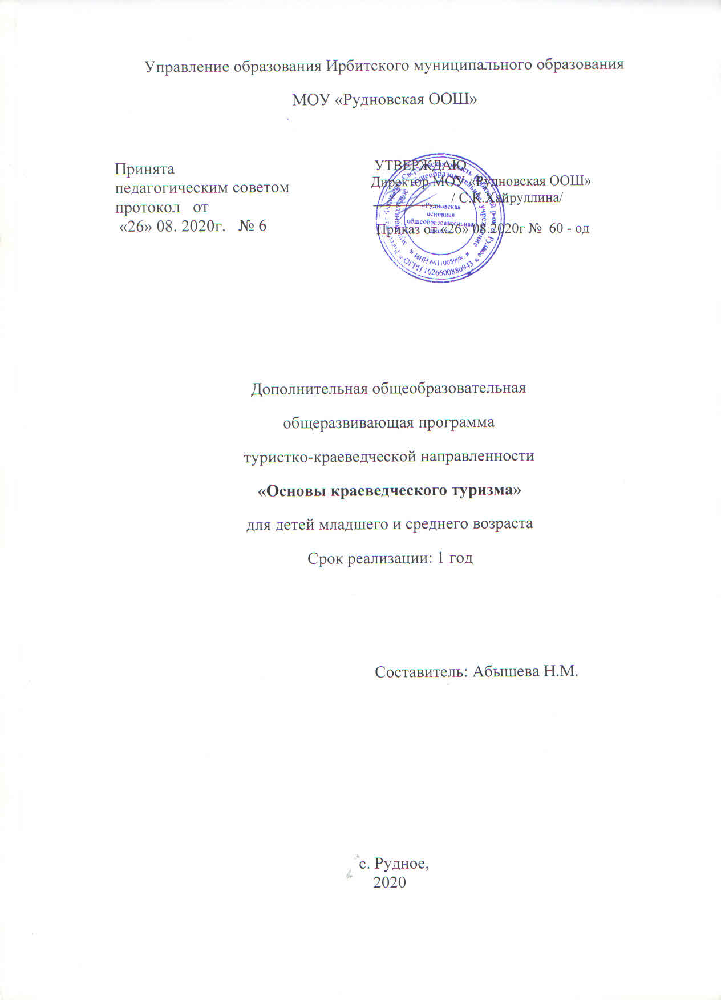 Управление образования Ирбитского муниципального образования
МОУ «Рудновская ООШ»
Принята
педагогическим советом
протокол от
«26» 08. 2020г. № 6
УТВЕРЖДАЮ
Директор МОУ «Рудновская ООШ»
/ С.К.Хайруллина/
Приказ от «26» 08.2020г № 60 - од
«Рудновская
основная
общеобразовательная
* ИНН 6611005998 *
* ОГРН 1026600880943 *
Дополнительная общеобразовательная
общеразвивающая программа
туристко-краеведческой направленности
«Основы краеведческого туризма»
для детей младшего и среднего возраста
Срок реализации: 1 год
Составитель: Абышева Н.М.
с. Рудное,
2020